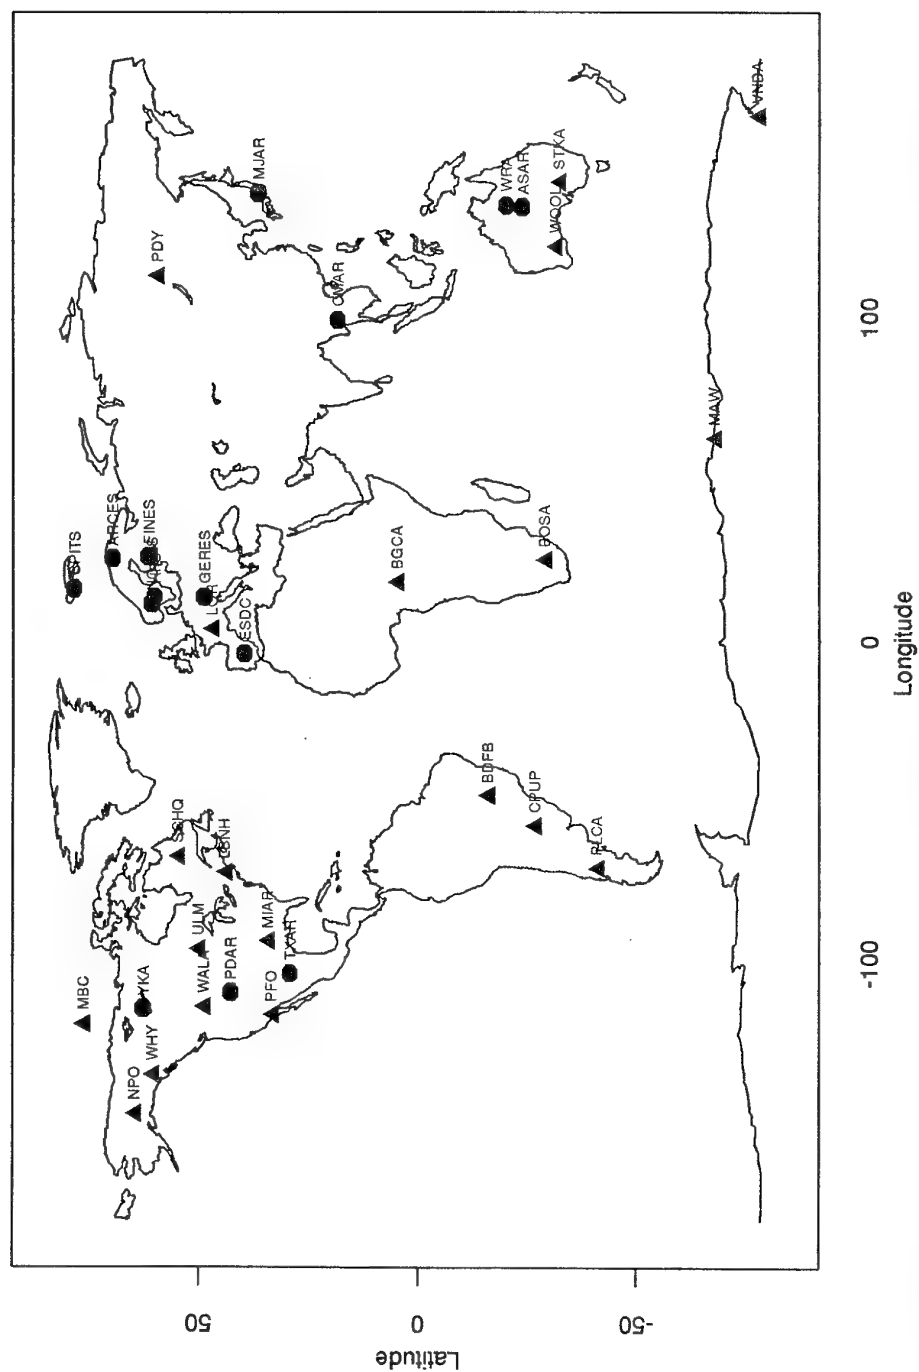 MBC
NPO
WHY
YKA
WALA
ULM
PDAR
PFO
MIAR
TXAR
SCHQ
LBNH
BDFB
CPUP
PLCA
SPITS
ARCES
FINES
GERES
ESDC
BGCA
BOSA
PDY
MJAR
CMAR
WRA
ASAR
WOOL
STKA
MAW
VNDA
50
0
-50
Latitude
-100
0
100
Longitude